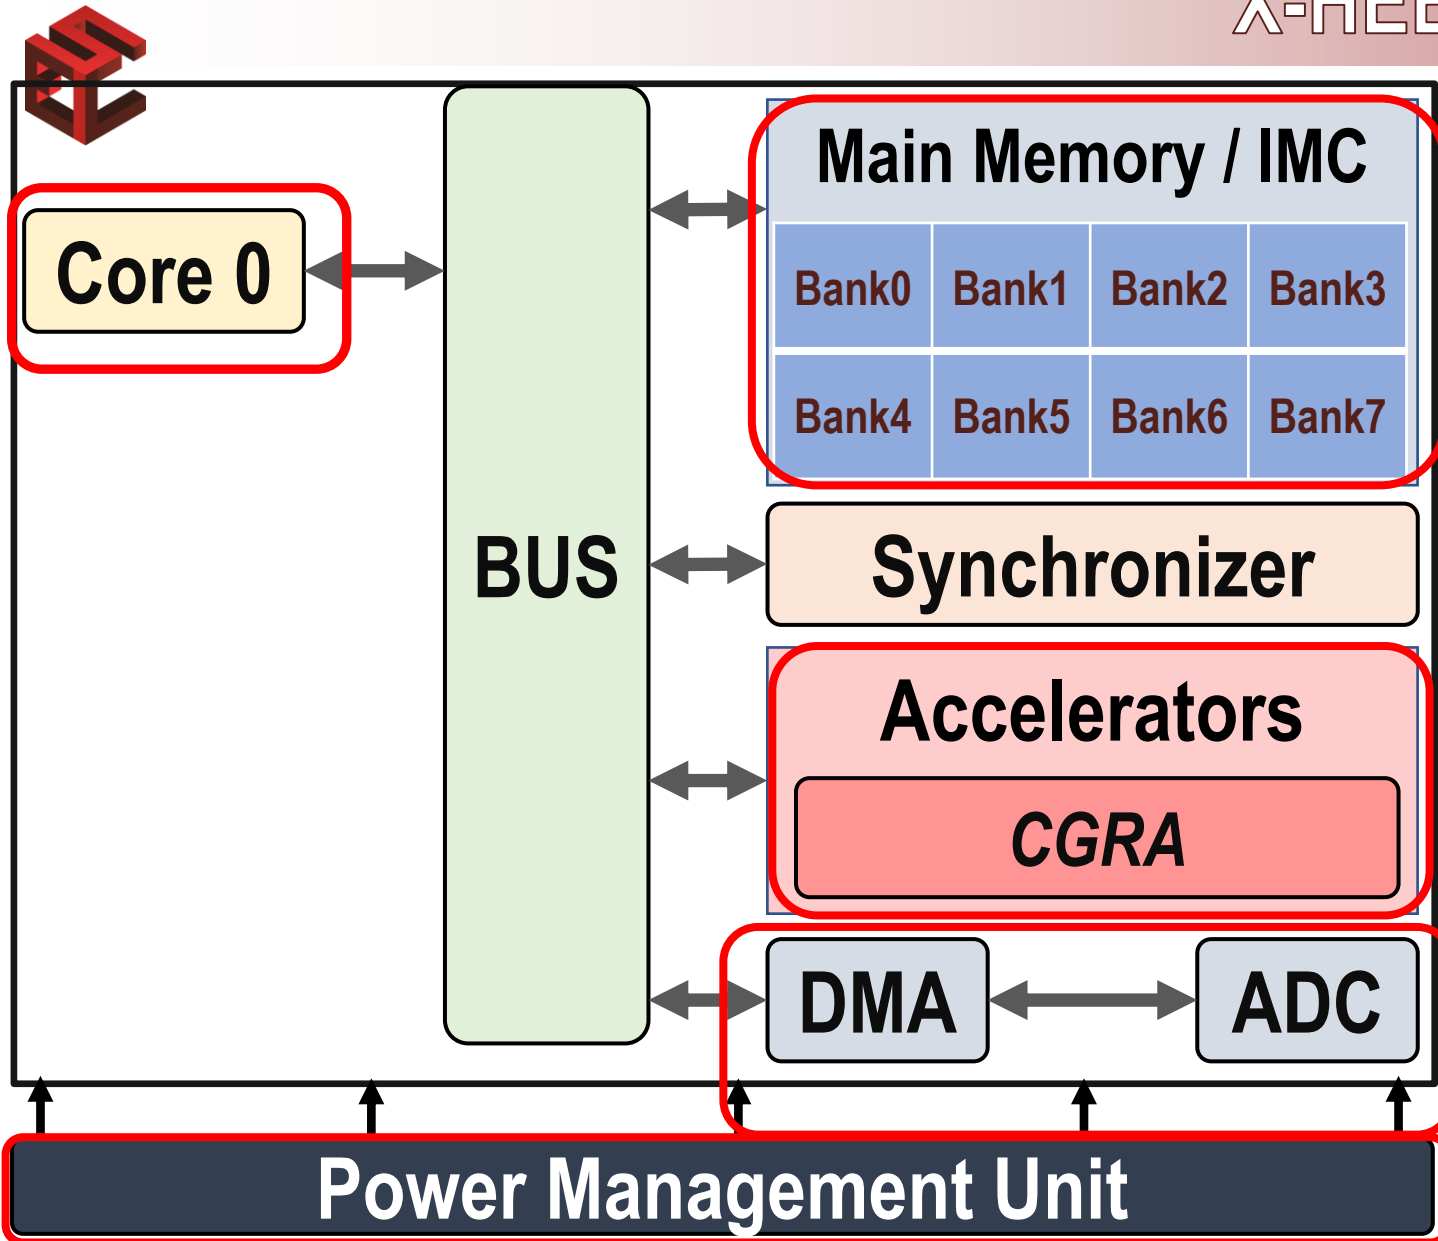 X-HEE
Core 0
BUS
Main Memory / IMC
Bank0 Bank1 Bank2 Bank3
Bank4 Bank5 Bank6 Bank7
Synchronizer
Accelerators
CGRA
DMA
ADC
Power Management Unit